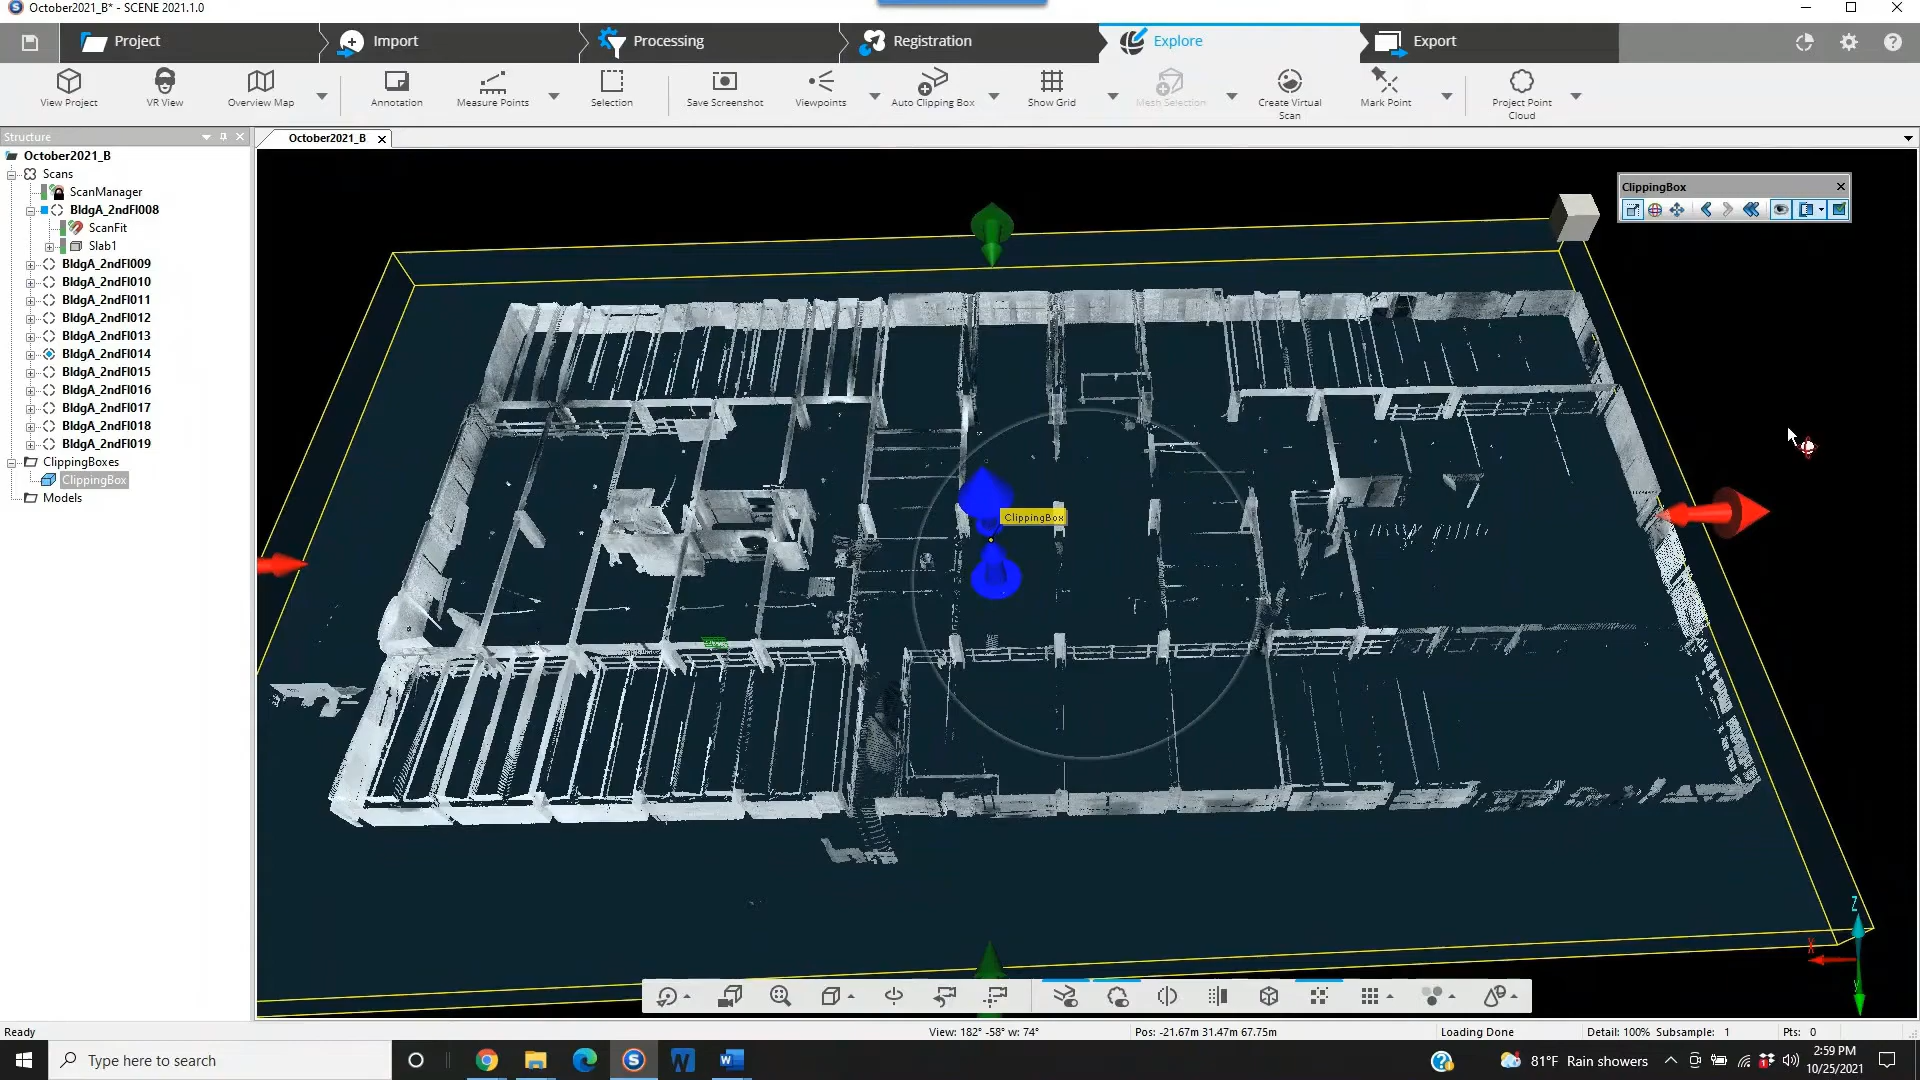 October2021_B* - SCENE 2021.1.0
Project
Import
Processing
Registration
Explore
Export
View Project
VR View
Overview Map
Annotation
Measure Points
Selection
Save Screenshot
Viewpoints
Auto Clipping Box
Show Grid
Mesh Selection
Create Virtual
Scan
Mark Point
Project Point
Cloud
Structure
October2021_B
October2021_B
Scans
ScanManager
BldgA_2ndFl008
ScanFit
Slab1
BldgA_2ndFl009
BldgA_2ndFl010
BldgA_2ndFl011
BldgA_2ndFl012
BldgA_2ndFl013
BldgA_2ndFl014
BldgA_2ndFl015
BldgA_2ndFl016
BldgA_2ndFl017
BldgA_2ndFl018
BldgA_2ndFl019
ClippingBoxes
ClippingBox
Models
ClippingBox
ClippingBox
Z
X
Y
Ready
View: 182° -58° w: 74°
Pos: -21.67m 31.47m 67.75m
Loading Done
Detail: 100% Subsample: 1
Pts: 0
Type here to search
81°F Rain showers
2:59 PM
10/25/2021